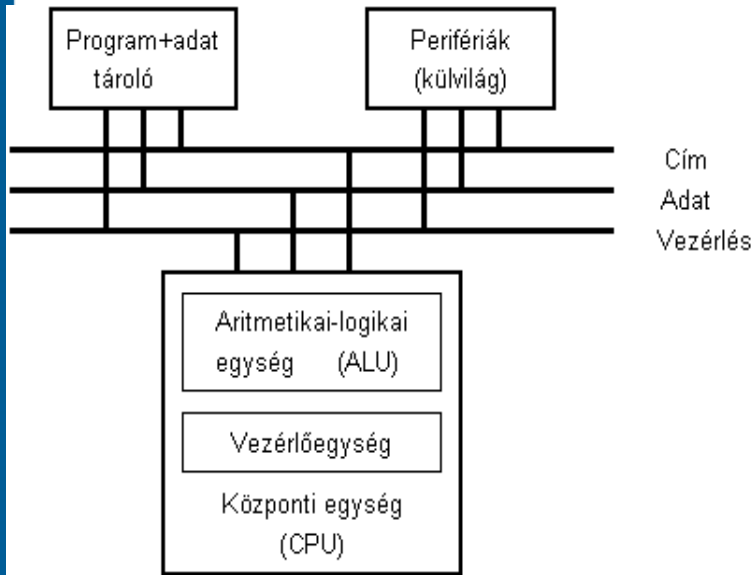 Program+adat
tároló
Perifériák
(külvilág)
Cím
Adat
Vezérlés
Aritmetikai-logikai
egység (ALU)
Vezérlőegység
Központi egység
(CPU)